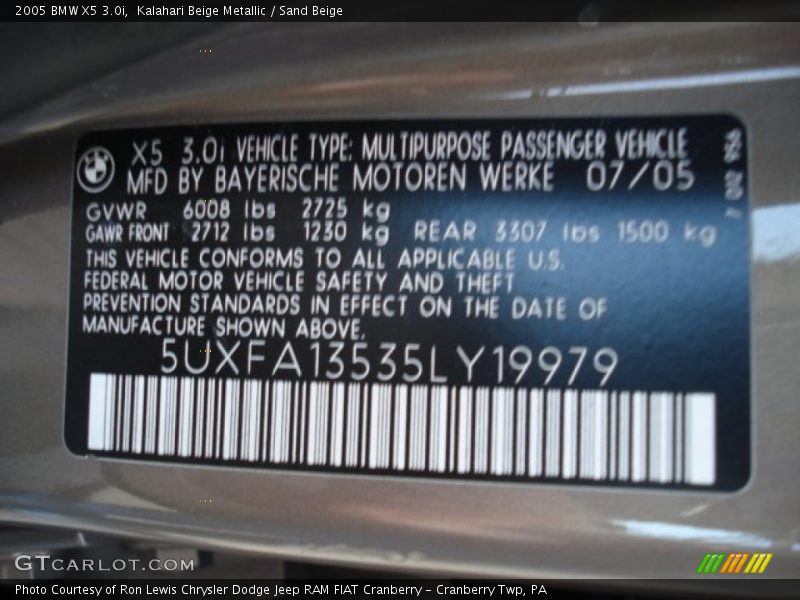 2005 BMW X5 3.0i, Kalahari Beige Metallic / Sand Beige
X5 3.0i VEHICLE TYPE: MULTIPURPOSE PASSENGER VEHICLE
MFD BY BAYERISCHE MOTOREN WERKE 07/05
GVWR 6008 lbs 2725 kg
GAWR FRONT 2712 lbs 1230 kg REAR 3307 lbs 1500 kg
THIS VEHICLE CONFORMS TO ALL APPLICABLE U.S.
FEDERAL MOTOR VEHICLE SAFETY AND THEFT
PREVENTION STANDARDS IN EFFECT ON THE DATE OF
MANUFACTURE SHOWN ABOVE.
5UXFA13535LY19979
GTCARLOT.COM
Photo Courtesy of Ron Lewis Chrysler Dodge Jeep RAM FIAT Cranberry – Cranberry Twp, PA